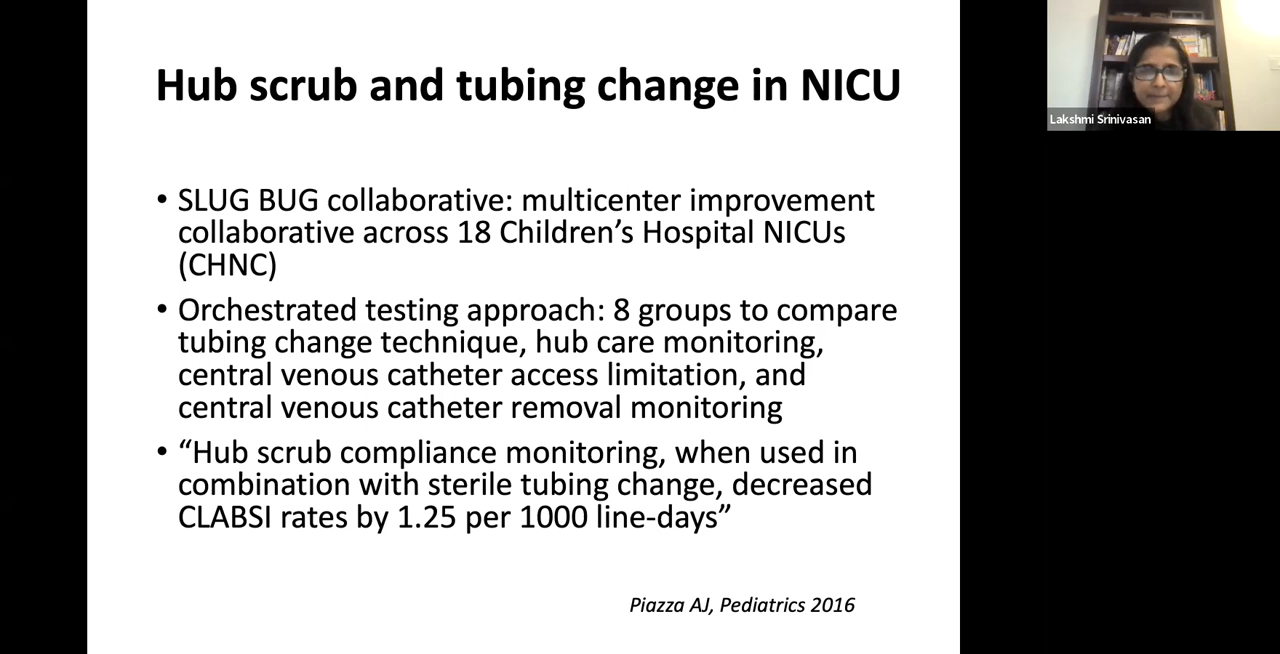 Hub scrub and tubing change in NICU
• SLUG BUG collaborative: multicenter improvement
collaborative across 18 Children’s Hospital NICUs
(CHNC)
• Orchestrated testing approach: 8 groups to compare
tubing change technique, hub care monitoring,
central venous catheter access limitation, and
central venous catheter removal monitoring
• “Hub scrub compliance monitoring, when used in
combination with sterile tubing change, decreased
CLABSI rates by 1.25 per 1000 line-days”
Piazza AJ, Pediatrics 2016
Lakshmi Srinivasan